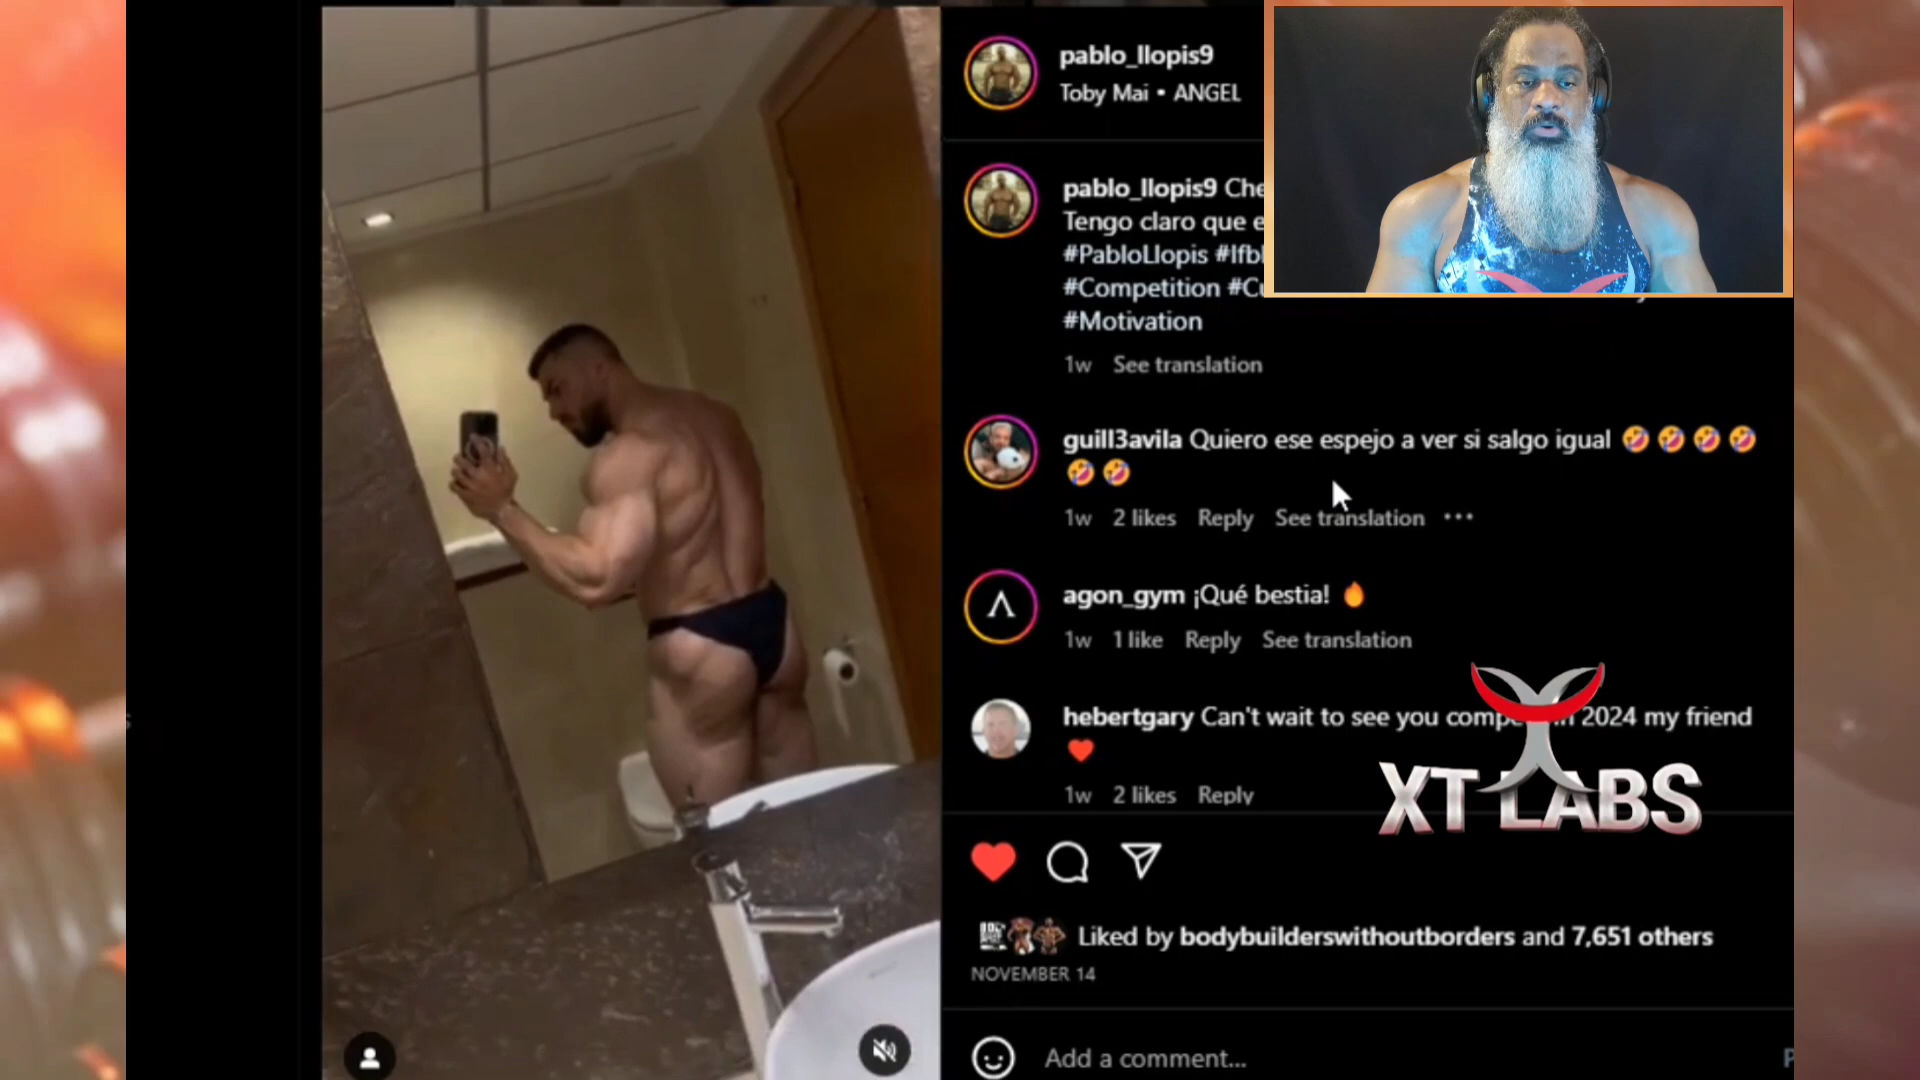 pablo_llopis9
Toby Mai • ANGEL
pablo_llopis9 Che
Tengo claro que e
#PabloLlopis #Ifb
#Competition #Cu
#Motivation
1w See translation
guill3avila Quiero ese espejo a ver si salgo igual 🤣🤣🤣🤣
🤣🤣
1w 2 likes Reply See translation •••
agon_gym ¡Qué bestia! 🔥
1w 1 like Reply See translation
hebertgary Can't wait to see you comp in 2024 my friend
❤️
1w 2 likes Reply
XT LABS
Liked by bodybuilderswithoutborders and 7,651 others
NOVEMBER 14
Add a comment...
P